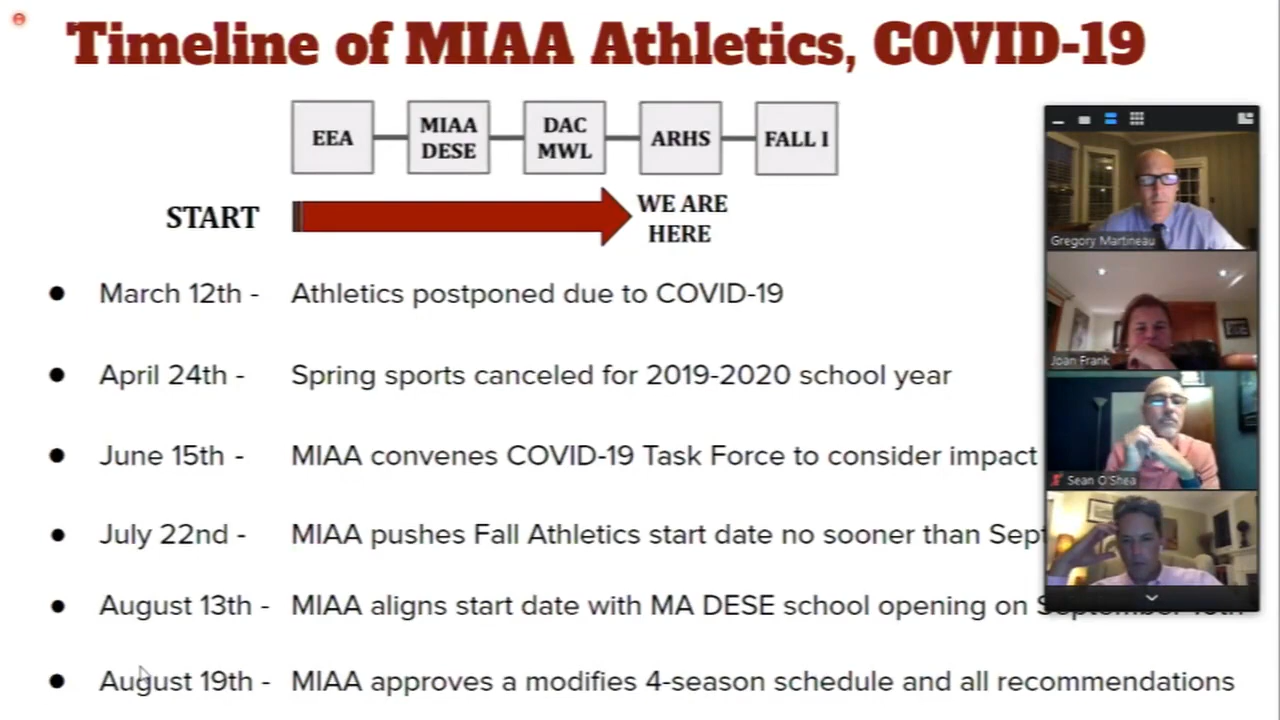 Timeline of MIAA Athletics, COVID-19
EEA
MIAA
DESE
DAC
MWL
ARHS
FALL I
START
WE ARE
HERE
March 12th - Athletics postponed due to COVID-19
April 24th - Spring sports canceled for 2019-2020 school year
June 15th - MIAA convenes COVID-19 Task Force to consider impact
July 22nd - MIAA pushes Fall Athletics start date no sooner than Sept
August 13th - MIAA aligns start date with MA DESE school opening on
August 19th - MIAA approves a modifies 4-season schedule and all recommendations
Gregory Martineau
Joan Frank
Sean O'Shea